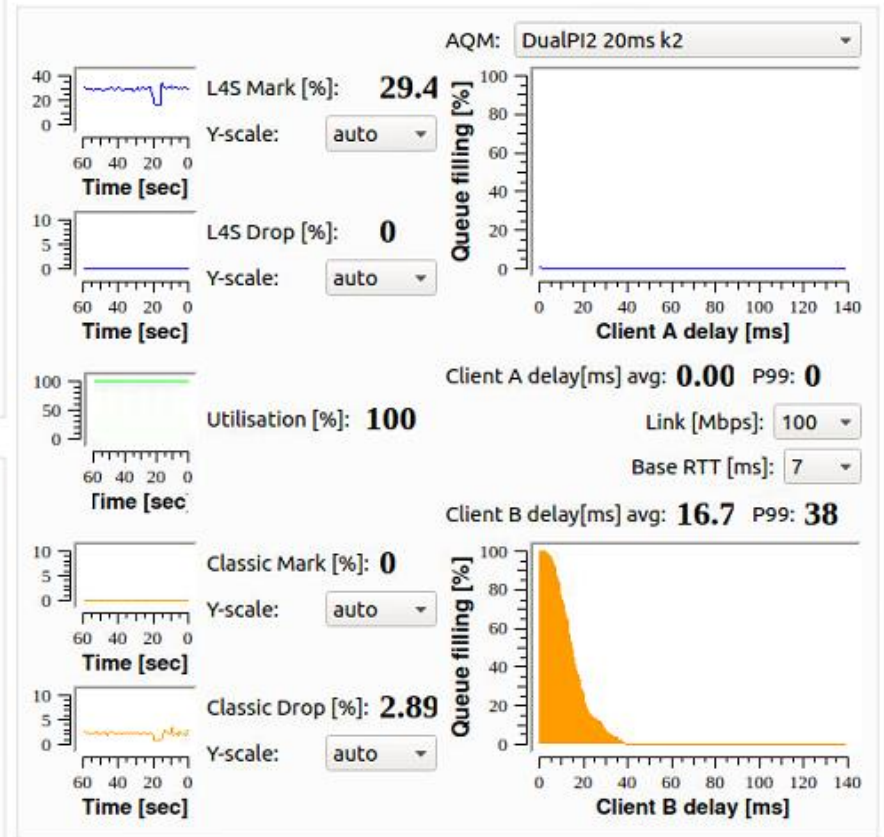 AQM: DualPI2 20ms k2
40
20
0
L4S Mark [%]: 29.4
Y-scale: auto
60 40 20 0
Time [sec]
10
5
0
L4S Drop [%]: 0
Y-scale: auto
60 40 20 0
Time [sec]
100
80
60
40
20
0
Queue filling [%]
0 20 40 60 80 100 120 140
Client A delay [ms]
Client A delay[ms] avg: 0.00 P99: 0
100
50
0
Utilisation [%]: 100
60 40 20 0
Time [sec
Link [Mbps]: 100
Base RTT [ms]: 7
Client B delay[ms] avg: 16.7 P99: 38
10
5
0
Classic Mark [%]: 0
Y-scale: auto
60 40 20 0
Time [sec]
10
5
0
Classic Drop [%]: 2.89
Y-scale: auto
60 40 20 0
Time [sec]
100
80
60
40
20
0
Queue filling [%]
0 20 40 60 80 100 120 140
Client B delay [ms]